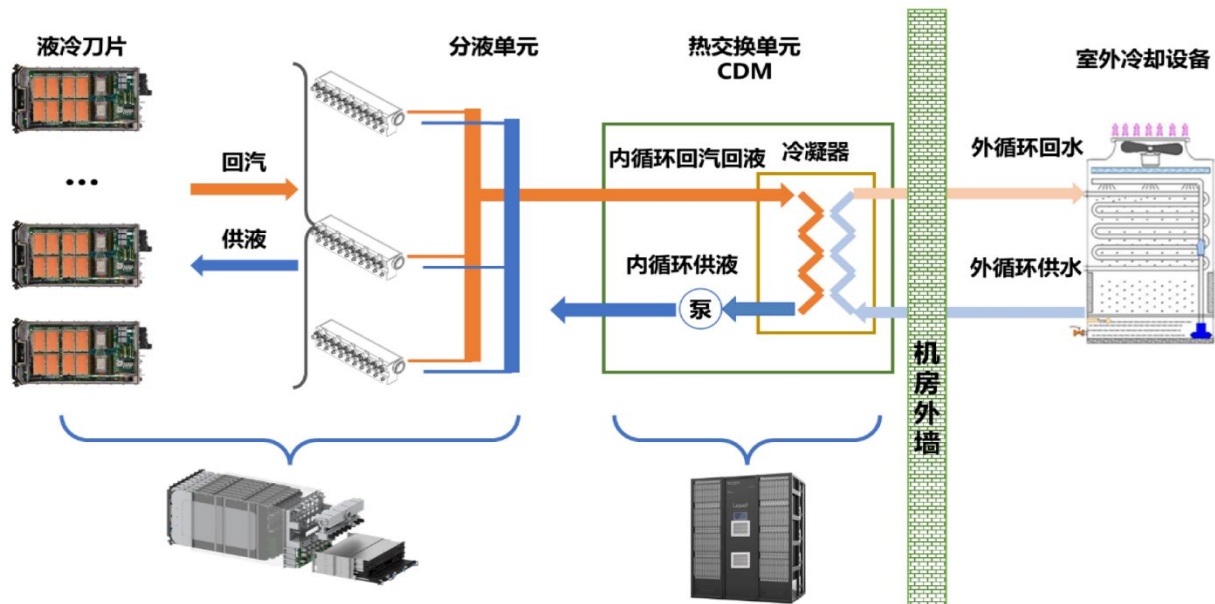 液冷刀片
分液单元
热交换单元
CDM
室外冷却设备
回汽
...
供液
内循环回汽回液
冷凝器
内循环供液
泵
外循环回水
外循环供水
机房外墙